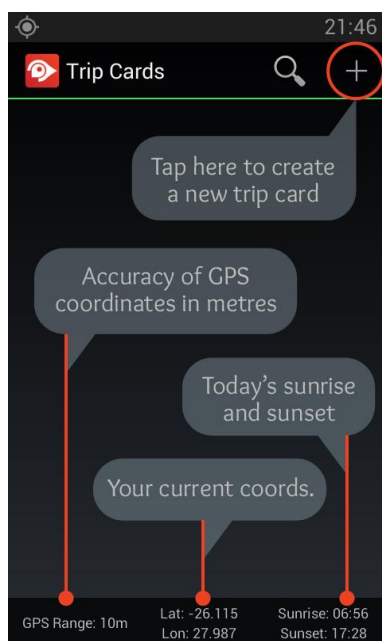 21:46
Trip Cards
Tap here to create
a new trip card
Accuracy of GPS
coordinates in metres
Today's sunrise
and sunset
Your current coords.
GPS Range: 10m
Lat: -26.115
Lon: 27.987
Sunrise: 06:56
Sunset: 17:28